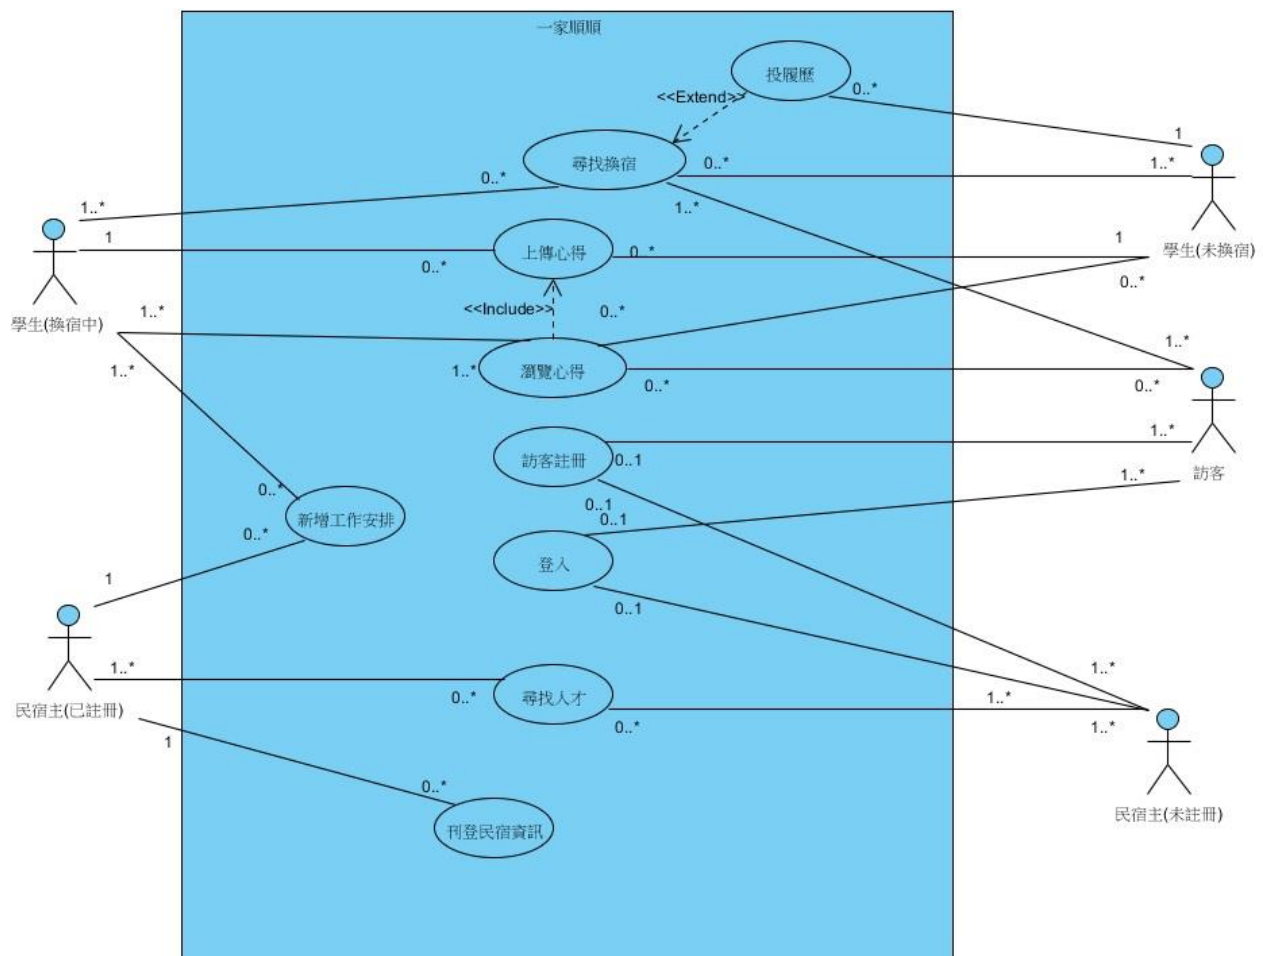 一家順順
投履歷
<<Extend>>
0..*
1
尋找換宿
0..*
1..*
0..*
1..*
1..*
1
上傳心得
0..*
1
0..*
學生(未換宿)
0..*
<<Include>>
0..*
學生(換宿中)
1..*
1..*
1..*
瀏覽心得
1..*
0..*
0..*
訪客註冊
0..1
1..*
訪客
1..*
0..*
新增工作安排
0..*
0..1
0..1
登入
1
0..1
1..*
1..*
0..*
尋找人才
0..*
1..*
1..*
民宿主(已註冊)
1
0..*
刊登民宿資訊
民宿主(未註冊)